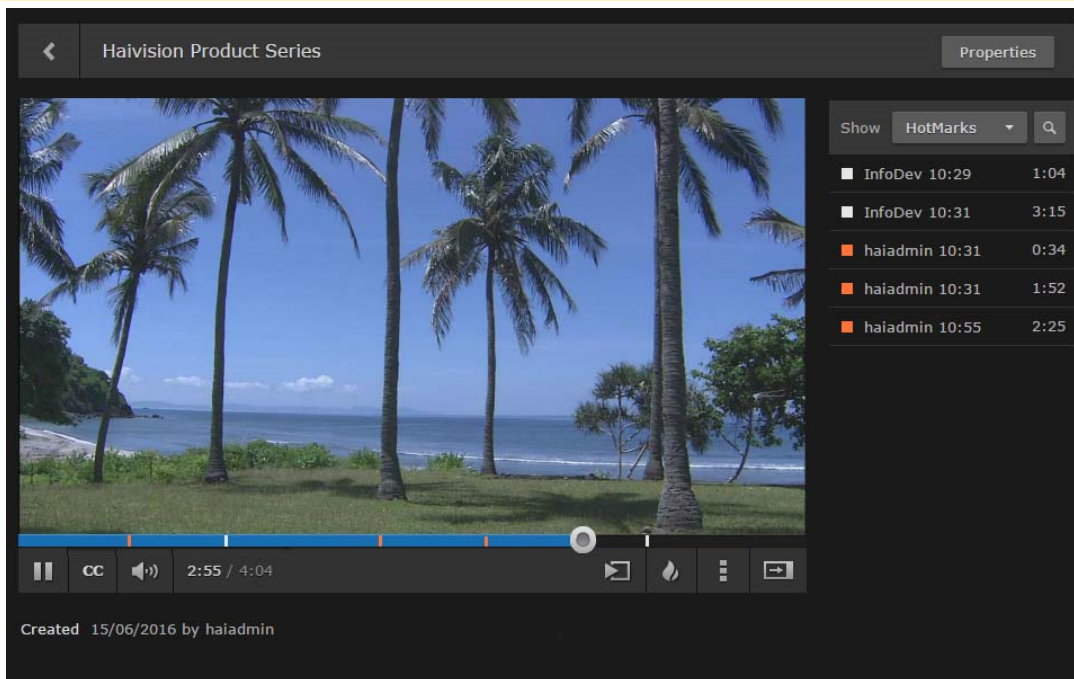 Haivision Product Series
Properties
Show HotMarks
InfoDev 10:29 1:04
InfoDev 10:31 3:15
haiadmin 10:31 0:34
haiadmin 10:31 1:52
haiadmin 10:55 2:25
CC 2:55 / 4:04
Created 15/06/2016 by haiadmin